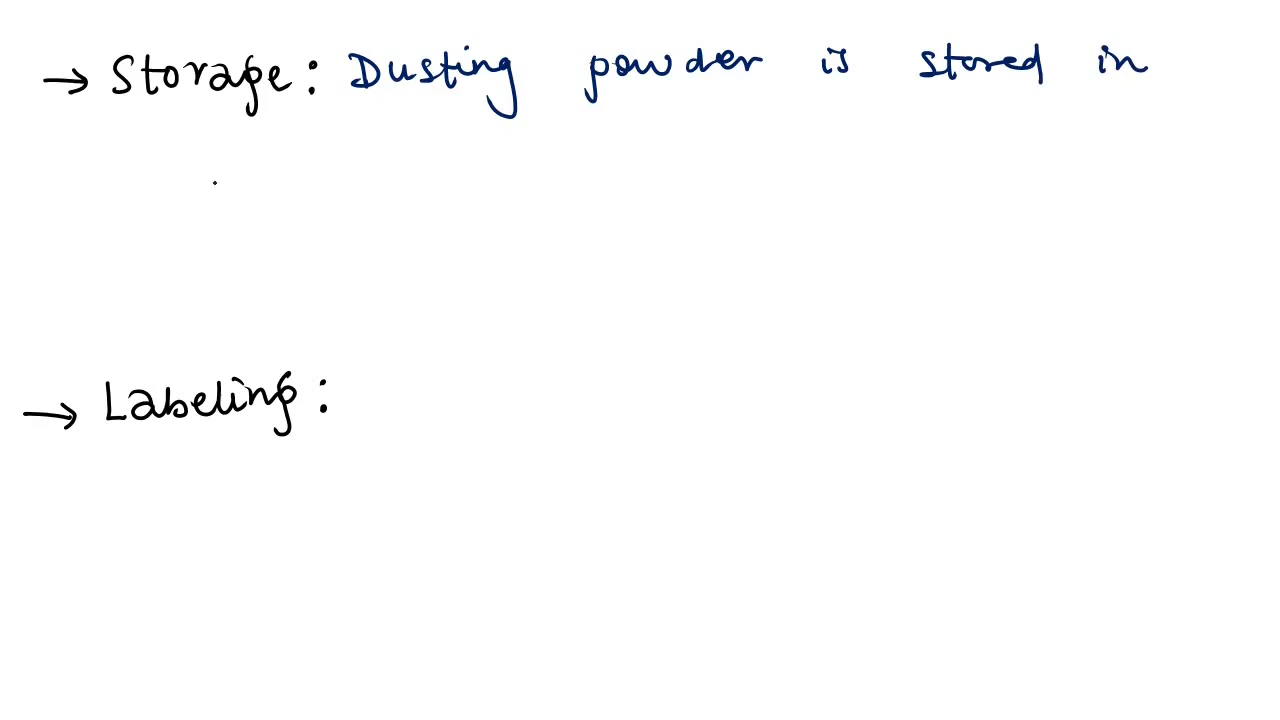 → Storage: Dusting powder is stored in
→ Labeling: